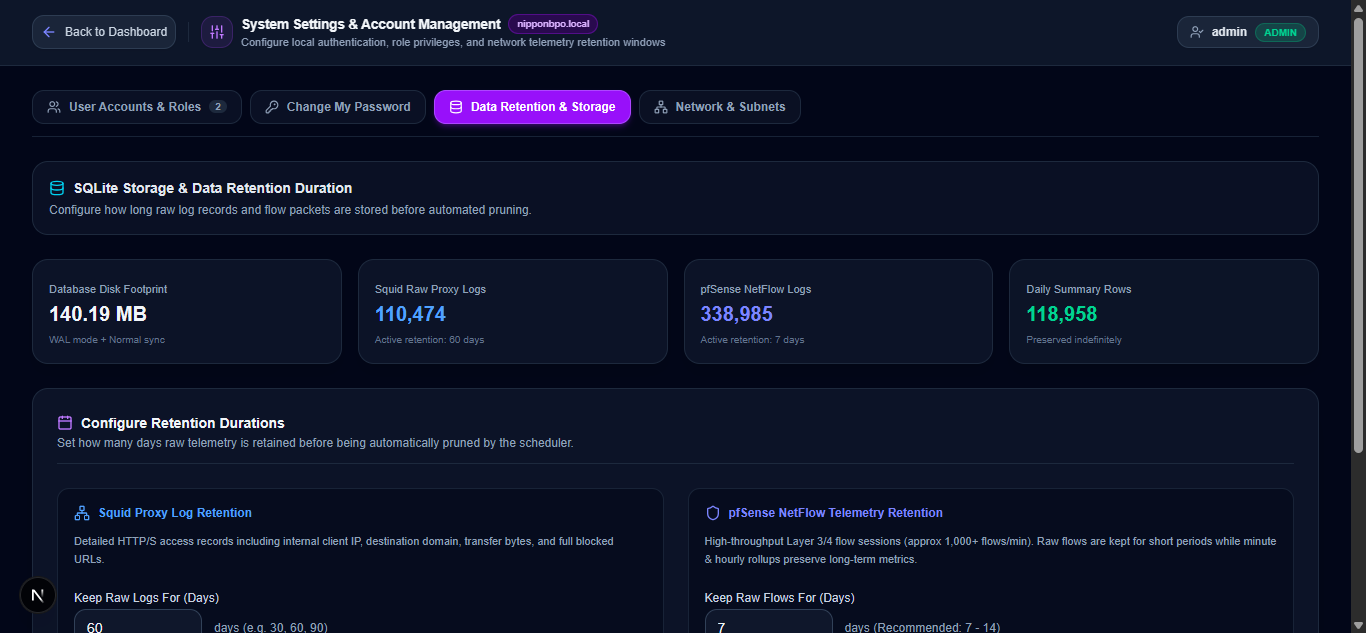 Back to Dashboard
System Settings & Account Management
nipponbpo.local
Configure local authentication, role privileges, and network telemetry retention windows
admin
ADMIN
User Accounts & Roles 2
Change My Password
Data Retention & Storage
Network & Subnets
SQLite Storage & Data Retention Duration
Configure how long raw log records and flow packets are stored before automated pruning.
Database Disk Footprint
140.19 MB
WAL mode + Normal sync
Squid Raw Proxy Logs
110,474
Active retention: 60 days
pfSense NetFlow Logs
338,985
Active retention: 7 days
Daily Summary Rows
118,958
Preserved indefinitely
Configure Retention Durations
Set how many days raw telemetry is retained before being automatically pruned by the scheduler.
Squid Proxy Log Retention
Detailed HTTP/S access records including internal client IP, destination domain, transfer bytes, and full blocked
URLs.
Keep Raw Logs For (Days)
60
days (e.g. 30, 60, 90)
pfSense NetFlow Telemetry Retention
High-throughput Layer 3/4 flow sessions (approx 1,000+ flows/min). Raw flows are kept for short periods while minute
& hourly rollups preserve long-term metrics.
Keep Raw Flows For (Days)
7
days (Recommended: 7 - 14)
N